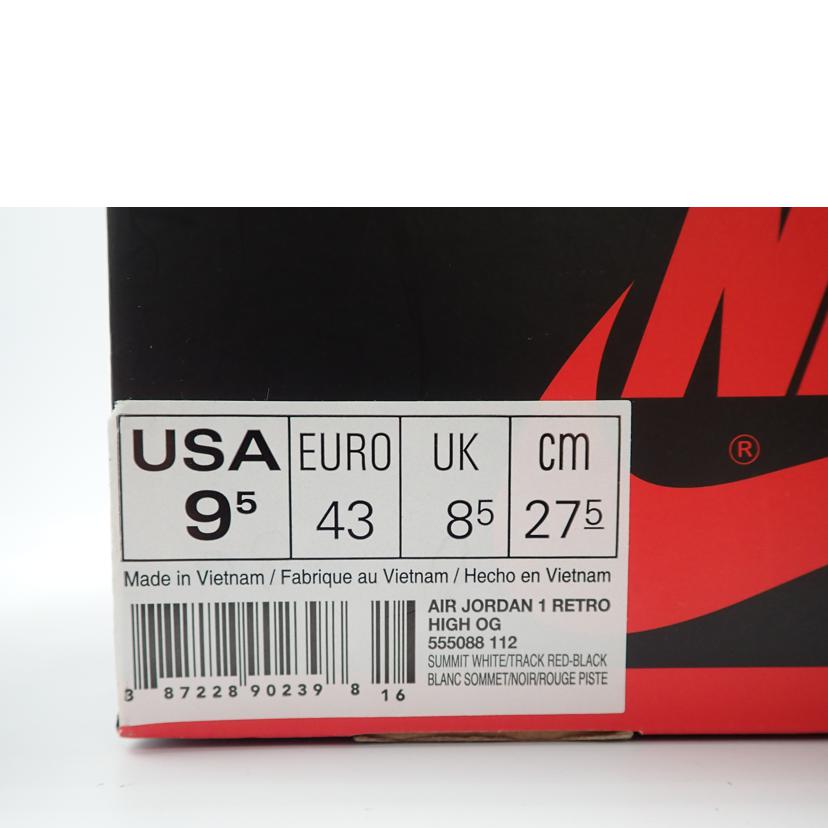 ®
USA EURO UK cm
9⁵ 43 8⁵ 27⁵
Made in Vietnam / Fabrique au Vietnam / Hecho en Vietnam
AIR JORDAN 1 RETRO
HIGH OG
555088 112
SUMMIT WHITE/TRACK RED-BLACK
BLANC SOMMET/NOIR/ROUGE PISTE
3 87228 90239 8 16